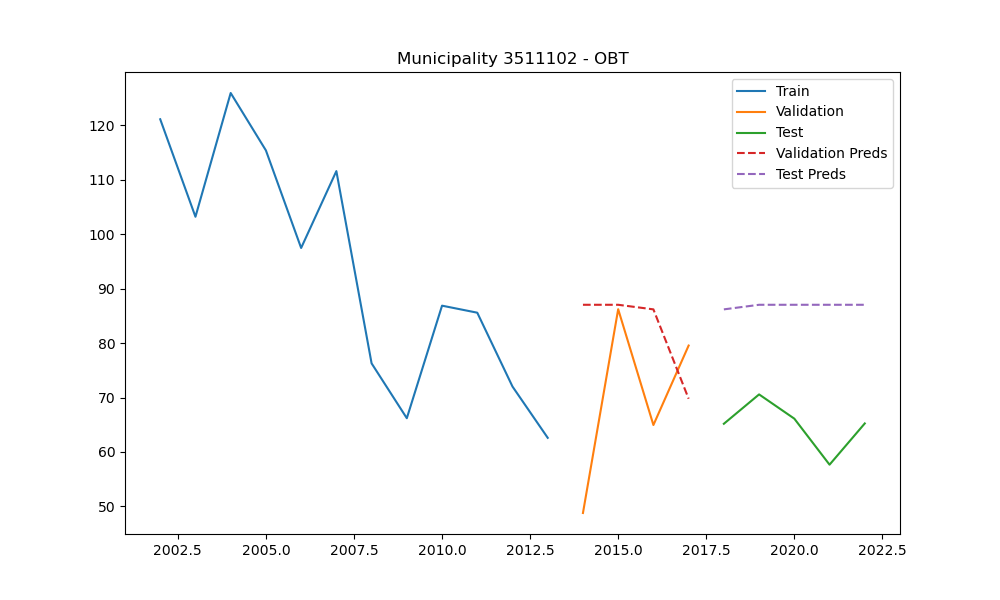 Municipality 3511102 - OBT
Train
Validation
Test
Validation Preds
Test Preds
120
110
100
90
80
70
60
50
2002.5 2005.0 2007.5 2010.0 2012.5 2015.0 2017.5 2020.0 2022.5